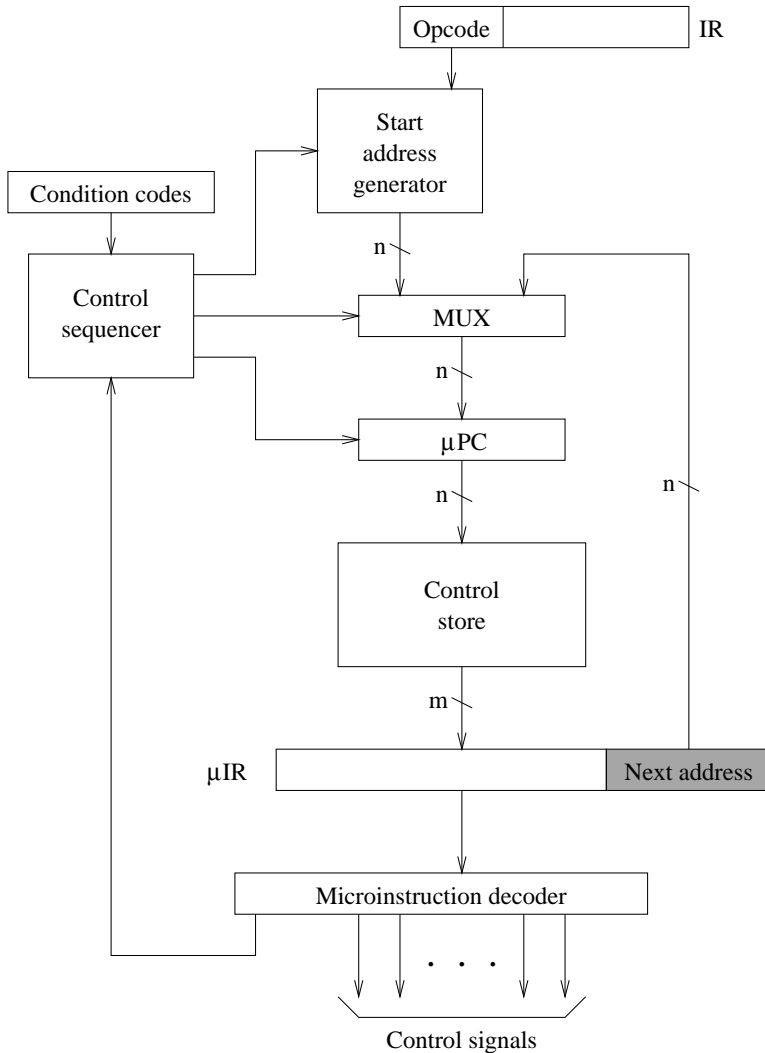 Opcode
IR
Start
address
generator
Condition codes
n
n
Control
sequencer
MUX
n
µPC
n
Control
store
m
µIR
Next address
Microinstruction decoder
. . .
Control signals